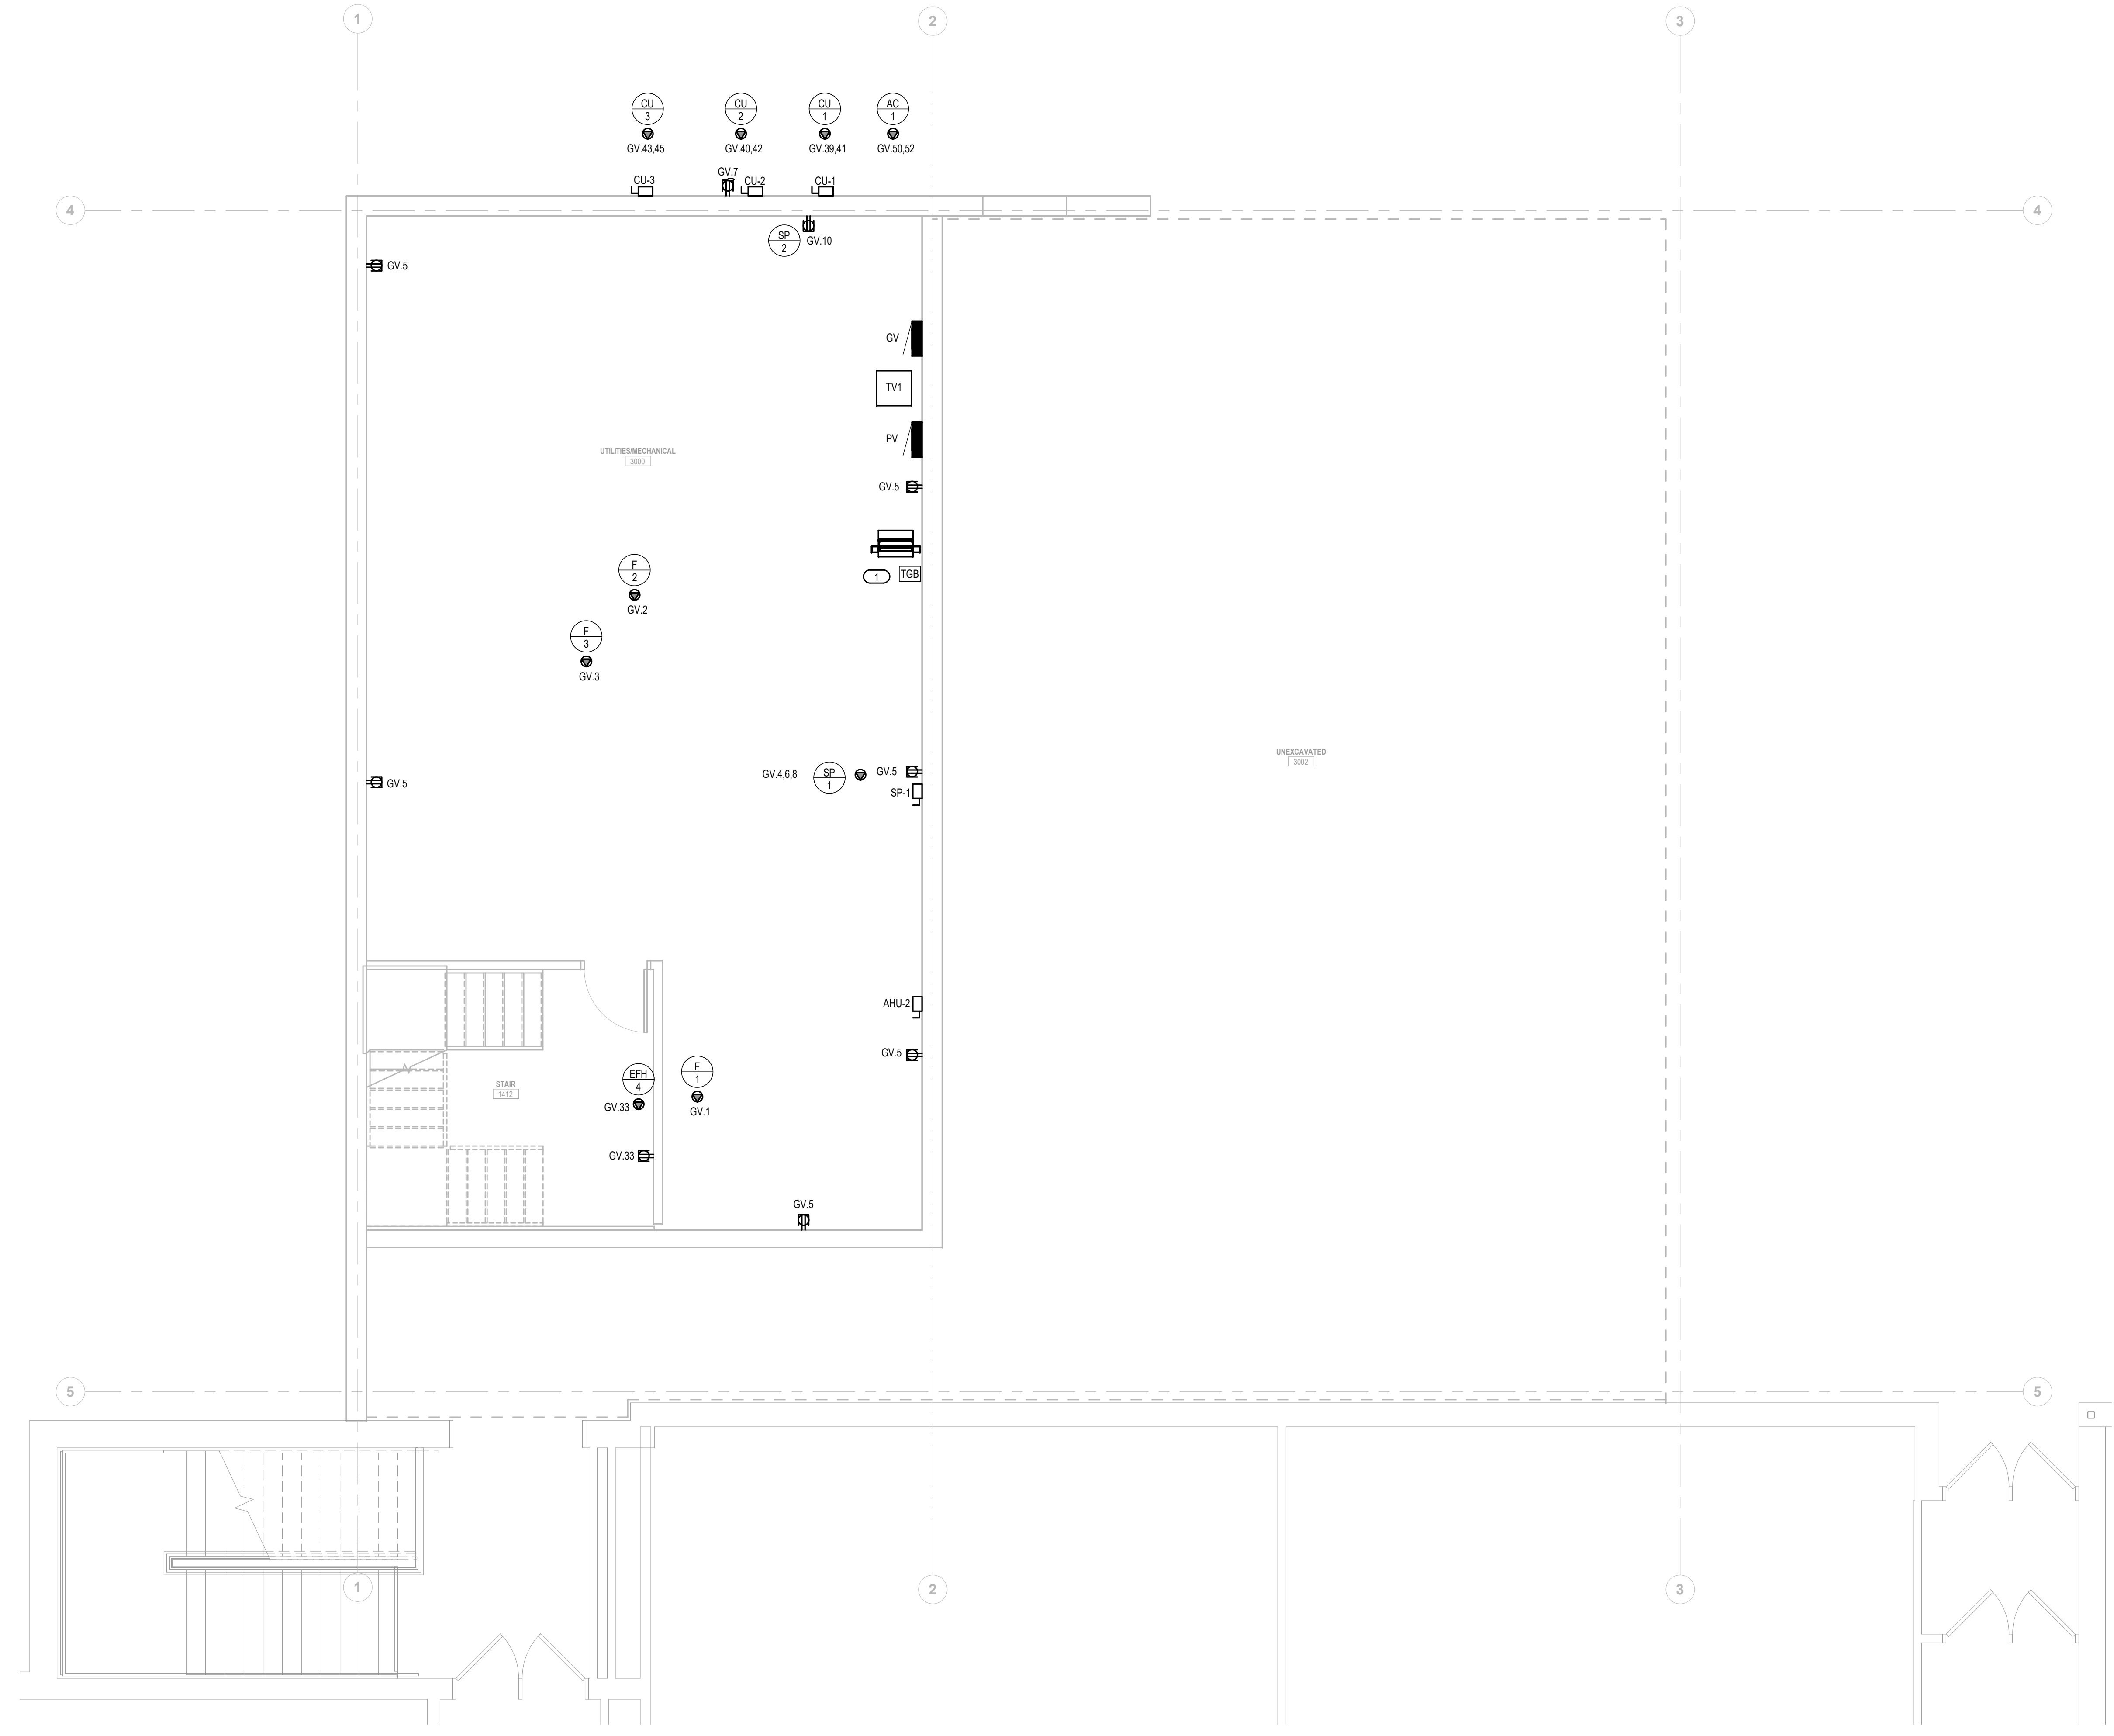 1
2
3
CU
3
CU
2
CU
1
AC
1
GV.43,45
GV.40,42
GV.39,41
GV.50,52
GV.7
CU-3
CU-2
CU-1
4
4
SP
2
GV.10
GV.5
GV
TV1
PV
UTILITIES/MECHANICAL
3000
GV.5
F
2
GV.2
1
TGB
F
3
GV.3
UNEXCAVATED
3002
GV.4,6,8
SP
1
GV.5
GV.5
SP-1
AHU-2
GV.5
STAIR
1412
EFH
4
GV.33
F
1
GV.1
GV.33
GV.5
5
5
1
2
3